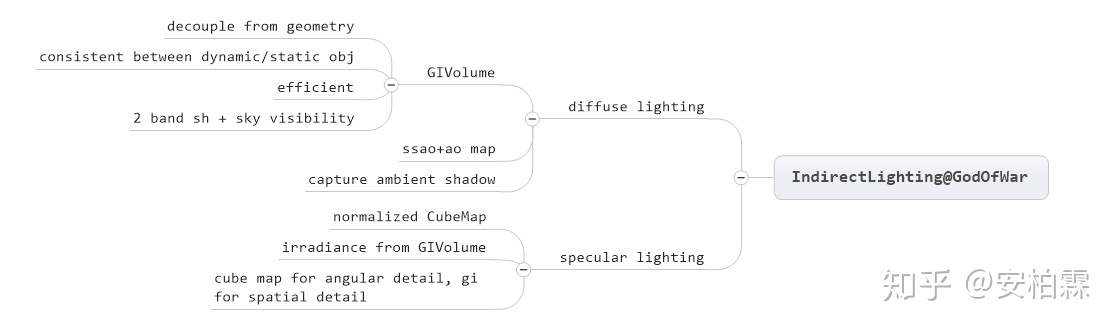 decouple from geometry
consistent between dynamic/static obj
efficient
2 band sh + sky visibility
GIVolume
ssao+ao map
capture ambient shadow
diffuse lighting
normalized CubeMap
irradiance from GIVolume
cube map for angular detail, gi
for spatial detail
specular lighting
IndirectLighting@GodOfWar
知乎 @安柏霖